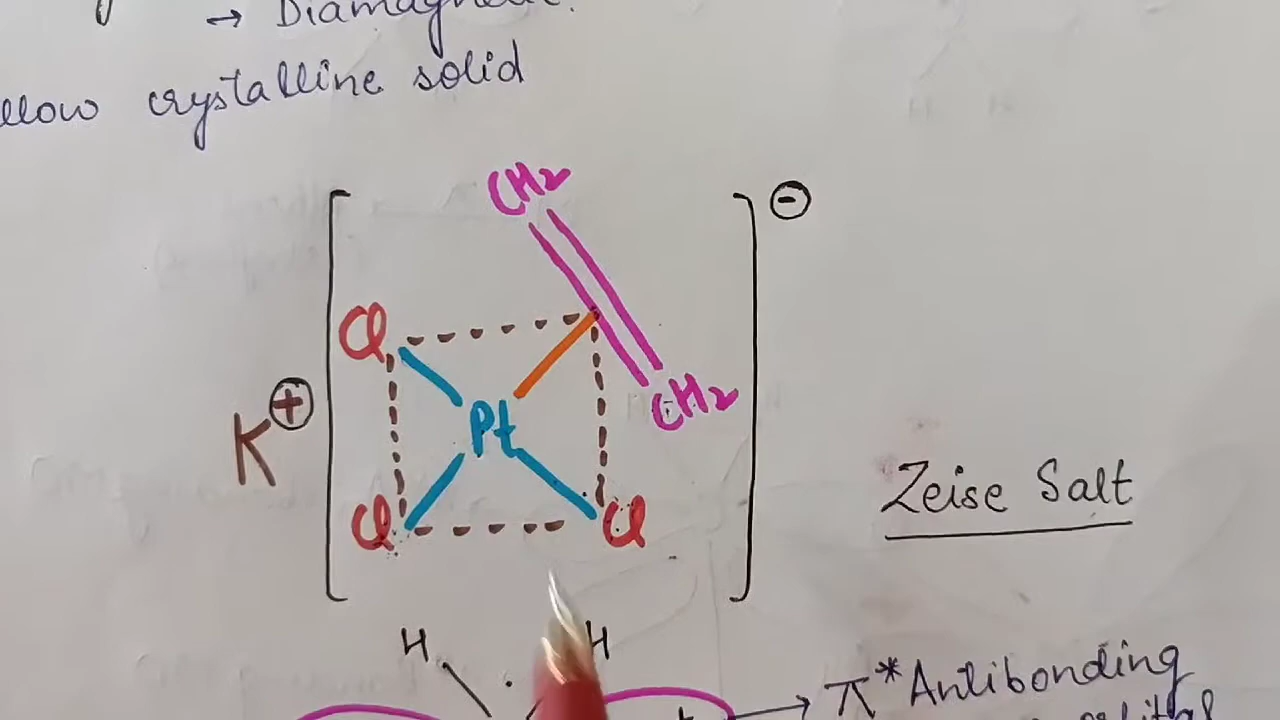 → Diamagnetic.
crystalline solid
CH2
⊖
Cl
K⊕
Pt
CH2
Zeise Salt
Cl
Cl
H H
→ π* Antibonding